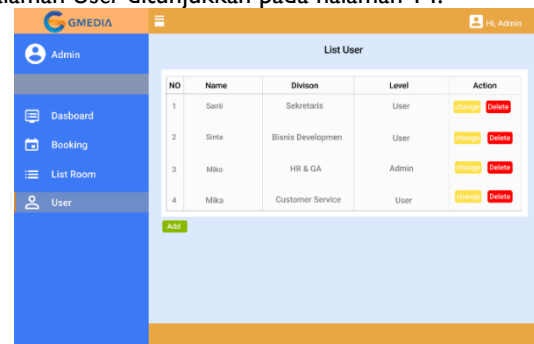 alaman User ditunjukkan pada halaman 14.
GMEDIA
Hi, Admin
Admin
List User
NO Name Divison Level Action
1 Santi Sekretaris User change Delete
2 Sinta Bisnis Developmen User change Delete
3 Miko HR & GA Admin change Delete
4 Mika Customer Service User change Delete
Dasboard
Booking
List Room
User
Add